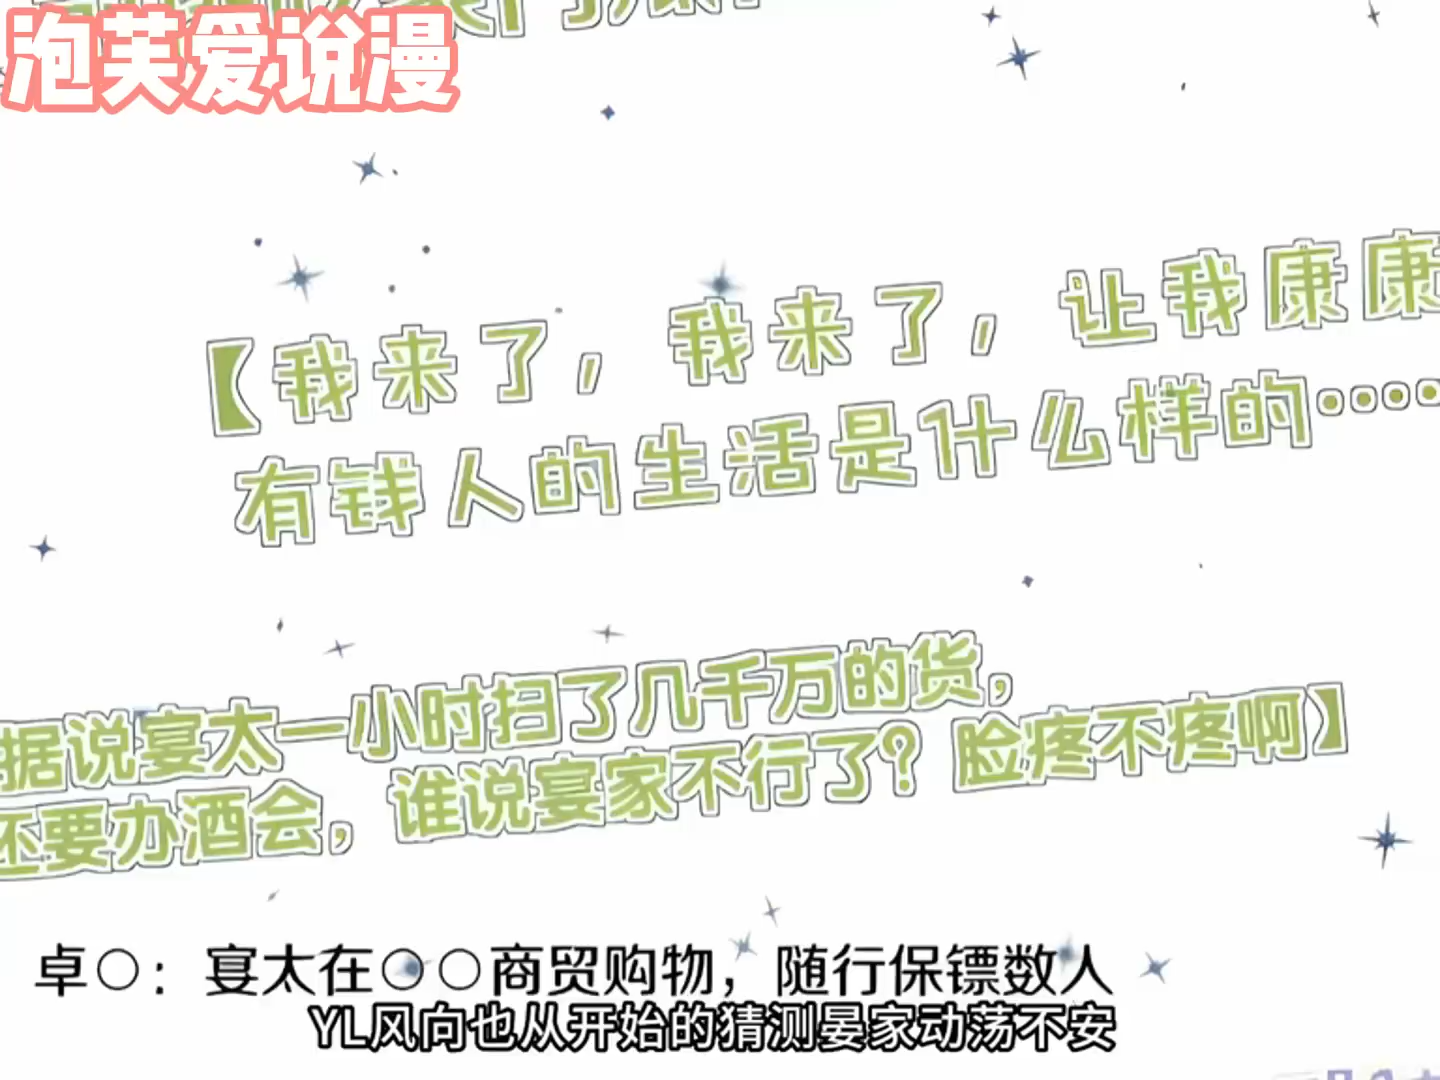 泡芙爱说漫
【我来了，我来了，让我康康
有钱人的生活是什么样的……
据说宴太一小时扫了几千万的货，
还要办酒会，谁说宴家不行了？脸疼不疼啊】
卓○：宴太在○○商贸购物，随行保镖数人
YL风向也从开始的猜测晏家动荡不安